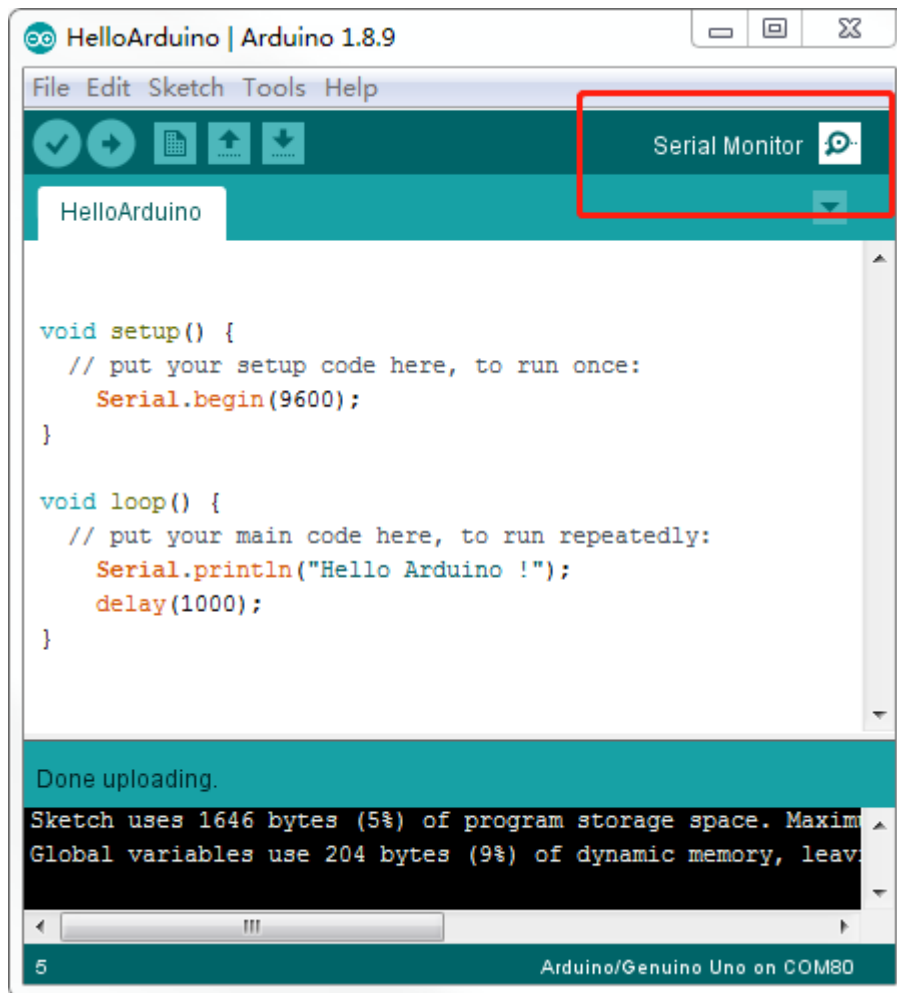 HelloArduino | Arduino 1.8.9
File Edit Sketch Tools Help
Serial Monitor
HelloArduino
void setup() {
  // put your setup code here, to run once:
    Serial.begin(9600);
}
void loop() {
  // put your main code here, to run repeatedly:
    Serial.println("Hello Arduino !");
    delay(1000);
}
Done uploading.
Sketch uses 1646 bytes (5%) of program storage space. Maxim
Global variables use 204 bytes (9%) of dynamic memory, leav
5 Arduino/Genuino Uno on COM80